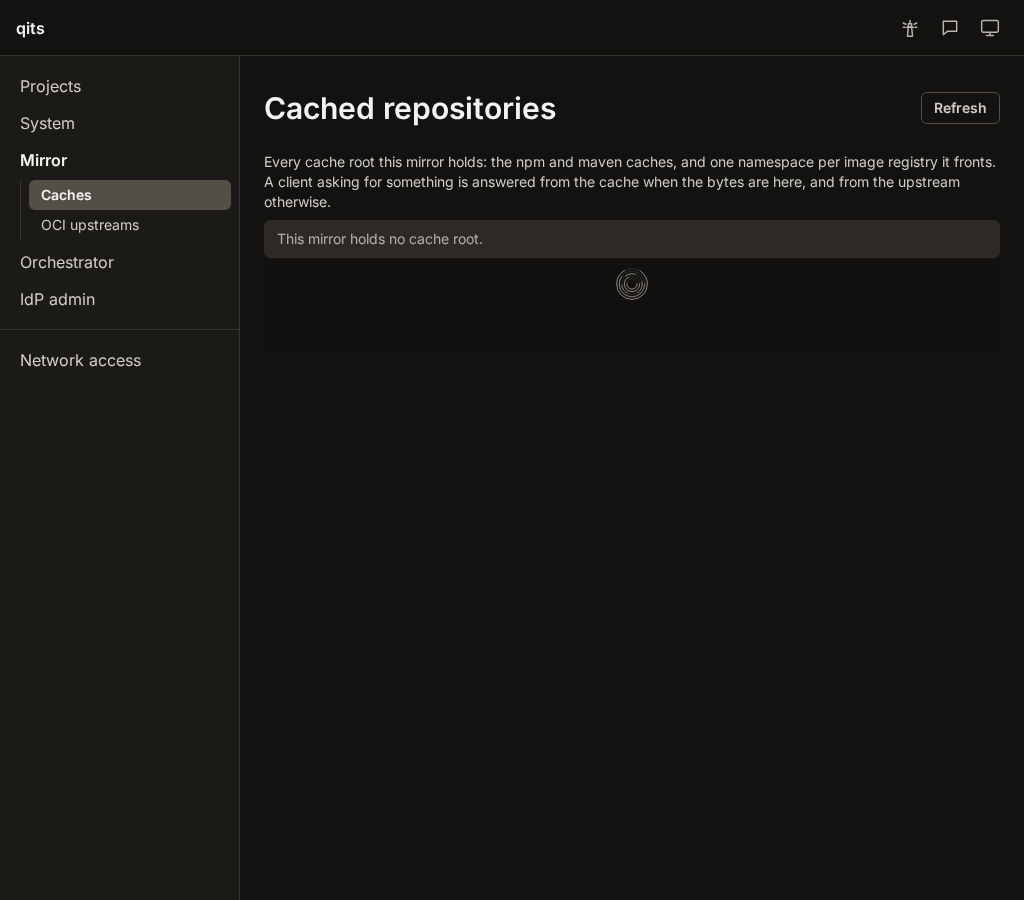 qits
Projects
System
Mirror
Caches
OCI upstreams
Orchestrator
IdP admin
Network access
Cached repositories
Refresh
Every cache root this mirror holds: the npm and maven caches, and one namespace per image registry it fronts.
A client asking for something is answered from the cache when the bytes are here, and from the upstream
otherwise.
This mirror holds no cache root.